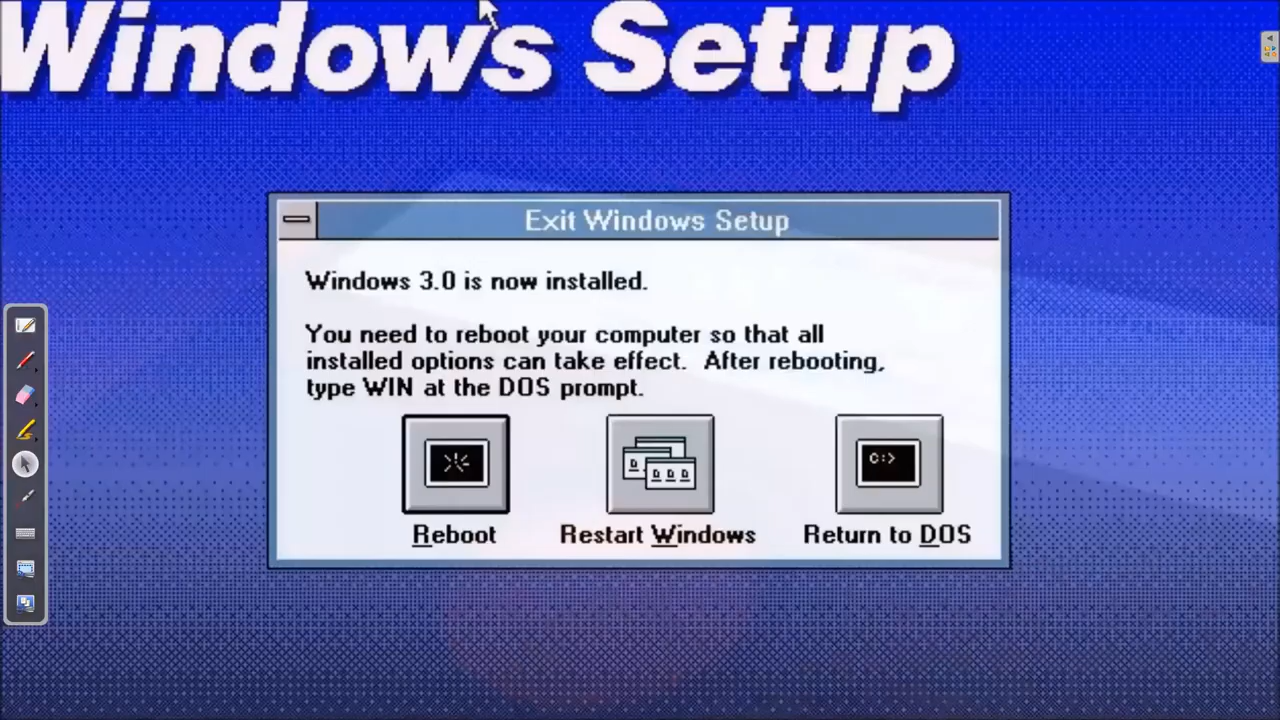 Windows Setup
Exit Windows Setup
Windows 3.0 is now installed.
You need to reboot your computer so that all
installed options can take effect.  After rebooting,
type WIN at the DOS prompt.
C:>
Reboot
Restart Windows
Return to DOS